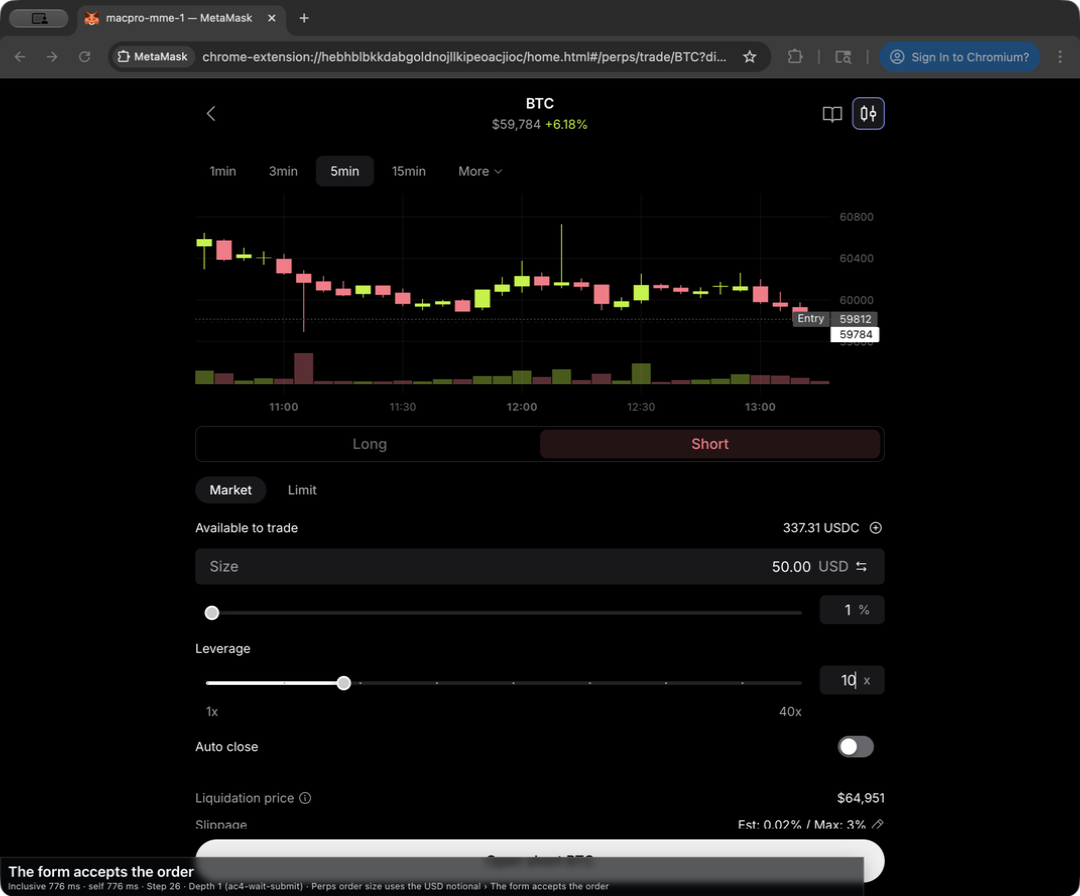 macpro-mme-1 — MetaMask
MetaMask chrome-extension://hebhhblbkkdabgoldnojllkipeoacjioc/home.html#/perps/trade/BTC?di... Sign In to Chromium?
BTC
$59,784 +6.18%
1min 3min 5min 15min More
60800
60400
60000
Entry 59812
59784
11:00 11:30 12:00 12:30 13:00
Long Short
Market Limit
Available to trade 337.31 USDC
Size 50.00 USD
1 %
Leverage
10 x
1x 40x
Auto close
Liquidation price $64,951
Slippage Est: 0.02% / Max: 3%
The form accepts the order
Inclusive 776 ms · self 776 ms · Step 26 · Depth 1 (ac4-wait-submit) · Perps order size uses the USD notional › The form accepts the order